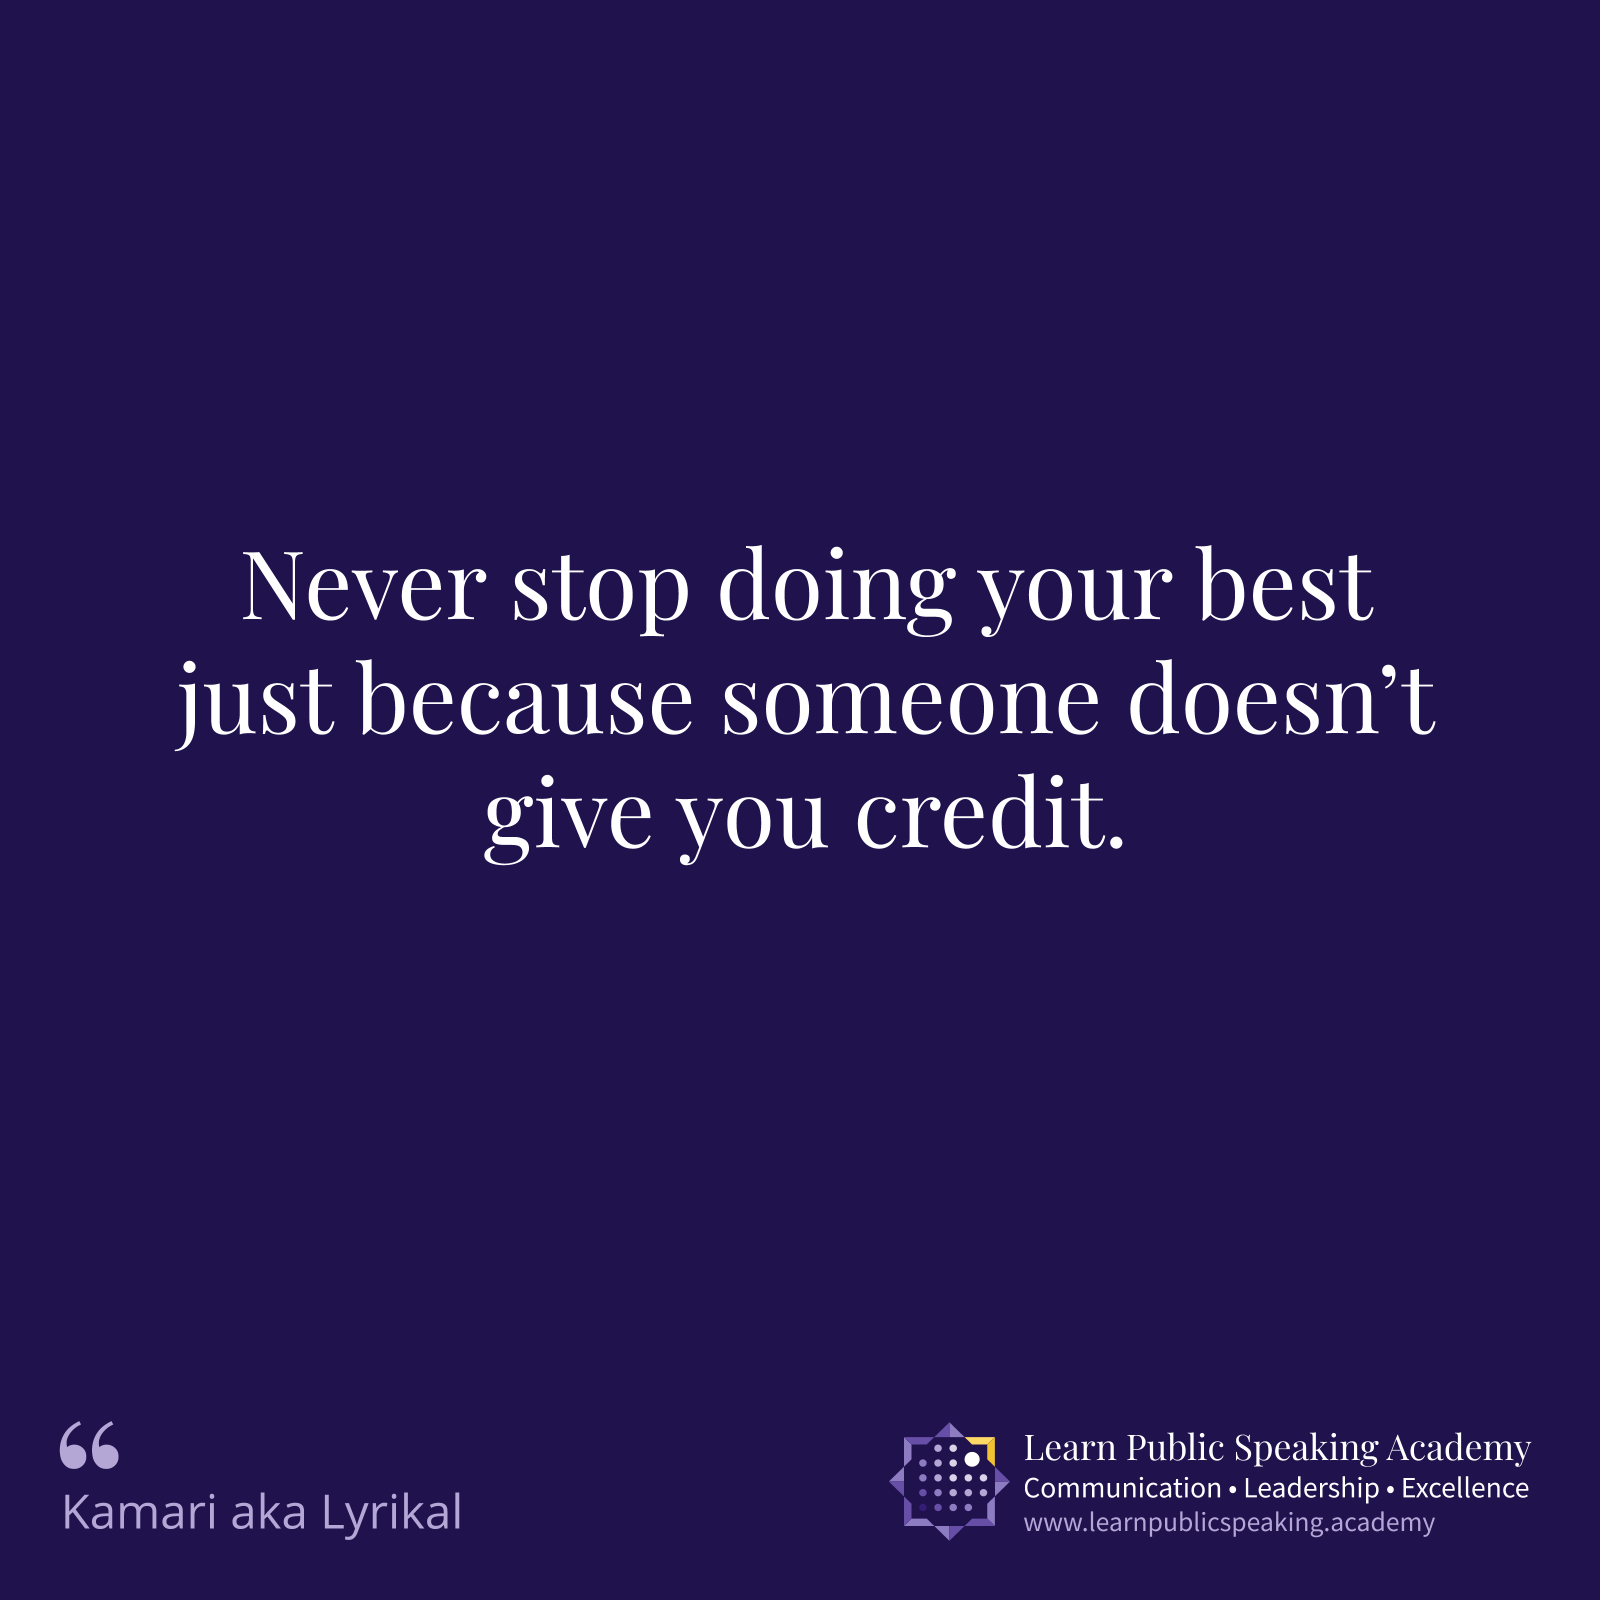 Never stop doing your best
just because someone doesn’t
give you credit.
“
Kamari aka Lyrikal
Learn Public Speaking Academy
Communication • Leadership • Excellence
www.learnpublicspeaking.academy